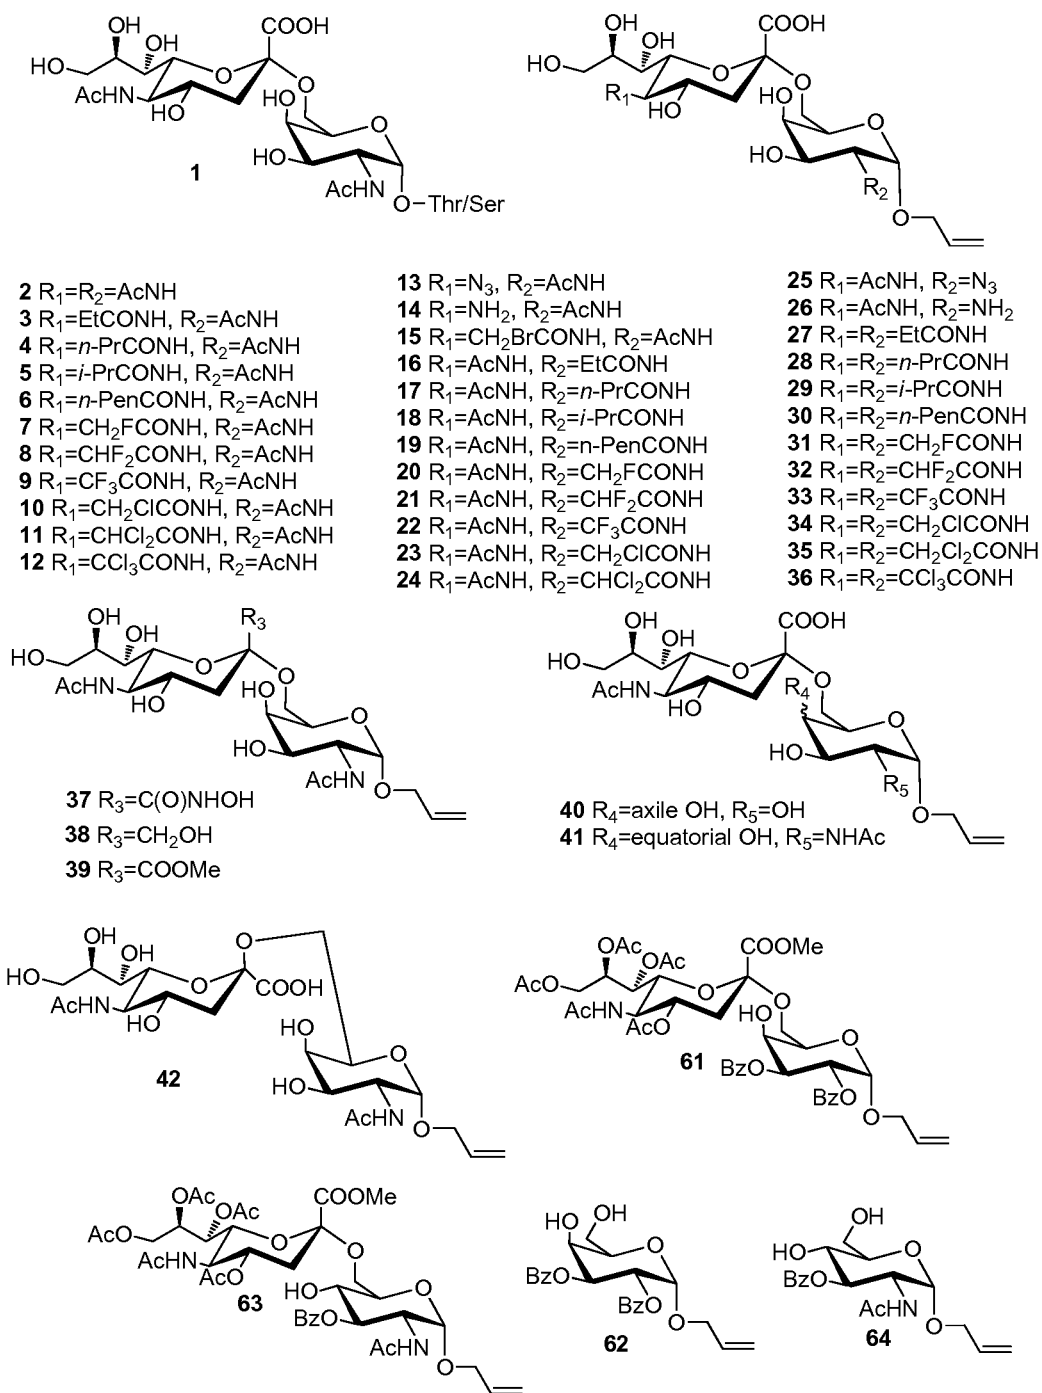 OH
OH
COOH
HO
O
O
AcHN
HO
HO
O
HO
AcHN
O
Thr/Ser
1
OH
OH
COOH
HO
O
O
R1
HO
HO
O
HO
R2
O
2 R1=R2=AcNH
3 R1=EtCONH, R2=AcNH
4 R1=n-PrCONH, R2=AcNH
5 R1=i-PrCONH, R2=AcNH
6 R1=n-PenCONH, R2=AcNH
7 R1=CH2FCONH, R2=AcNH
8 R1=CHF2CONH, R2=AcNH
9 R1=CF3CONH, R2=AcNH
10 R1=CH2ClCONH, R2=AcNH
11 R1=CHCl2CONH, R2=AcNH
12 R1=CCl3CONH, R2=AcNH
13 R1=N3, R2=AcNH
14 R1=NH2, R2=AcNH
15 R1=CH2BrCONH, R2=AcNH
16 R1=AcNH, R2=EtCONH
17 R1=AcNH, R2=n-PrCONH
18 R1=AcNH, R2=i-PrCONH
19 R1=AcNH, R2=n-PenCONH
20 R1=AcNH, R2=CH2FCONH
21 R1=AcNH, R2=CHF2CONH
22 R1=AcNH, R2=CF3CONH
23 R1=AcNH, R2=CH2ClCONH
24 R1=AcNH, R2=CHCl2CONH
25 R1=AcNH, R2=N3
26 R1=AcNH, R2=NH2
27 R1=R2=EtCONH
28 R1=R2=n-PrCONH
29 R1=R2=i-PrCONH
30 R1=R2=n-PenCONH
31 R1=R2=CH2FCONH
32 R1=R2=CHF2CONH
33 R1=R2=CF3CONH
34 R1=R2=CH2ClCONH
35 R1=R2=CH2Cl2CONH
36 R1=R2=CCl3CONH
OH
OH
R3
HO
O
O
AcHN
HO
HO
O
HO
AcHN
O
37 R3=C(O)NHOH
38 R3=CH2OH
39 R3=COOMe
OH
OH
COOH
HO
O
O
AcHN
HO
R4
O
HO
R5
O
40 R4=axile OH, R5=OH
41 R4=equatorial OH, R5=NHAc
OH
OH
O
HO
O
COOH
AcHN
HO
HO
O
HO
AcHN
O
42
OAc
OAc
COOMe
AcO
O
O
AcHN
AcO
HO
O
BzO
BzO
O
61
OAc
OAc
COOMe
AcO
O
O
AcHN
AcO
HO
O
BzO
AcHN
O
63
HO
OH
O
BzO
BzO
O
62
OH
HO
O
BzO
AcHN
O
64